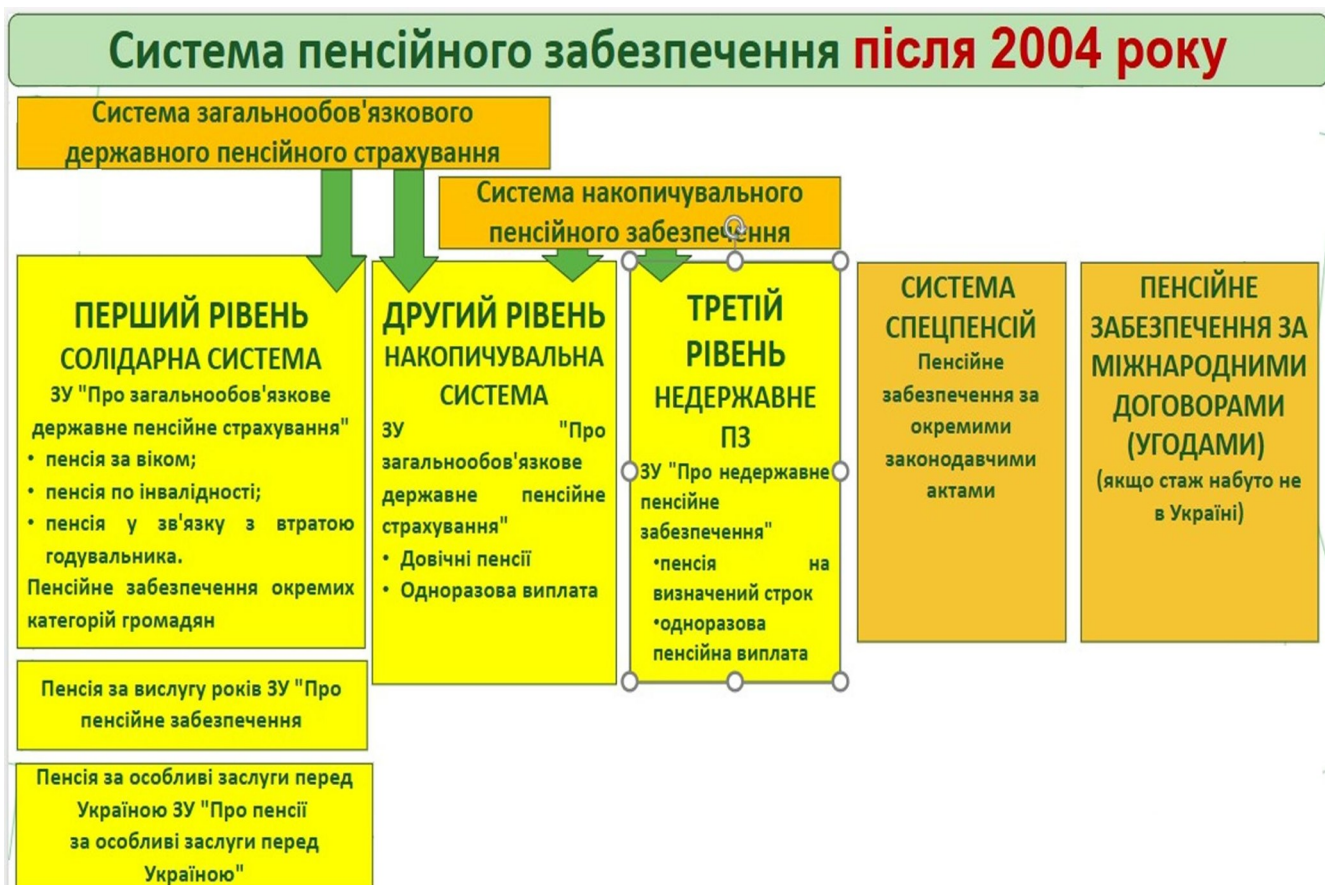 Система пенсійного забезпечення після 2004 року
Система загальнообов'язкового
державного пенсійного страхування
Система накопичувального
пенсійного забезпечення
ПЕРШИЙ РІВЕНЬ
СОЛІДАРНА СИСТЕМА
ЗУ "Про загальнообов'язкове
державне пенсійне страхування"
• пенсія за віком;
• пенсія по інвалідності;
• пенсія у зв'язку з втратою
годувальника.
Пенсійне забезпечення окремих
категорій громадян
ДРУГИЙ РІВЕНЬ
НАКОПИЧУВАЛЬНА
СИСТЕМА
ЗУ "Про
загальнообов'язкове
державне пенсійне
страхування"
• Довічні пенсії
• Одноразова виплата
ТРЕТІЙ
РІВЕНЬ
НЕДЕРЖАВНЕ
ПЗ
ЗУ "Про недержавне
пенсійне
забезпечення"
•пенсія на
визначений строк
•одноразова
пенсійна виплата
СИСТЕМА
СПЕЦПЕНСІЙ
Пенсійне
забезпечення за
окремими
законодавчими
актами
ПЕНСІЙНЕ
ЗАБЕЗПЕЧЕННЯ ЗА
МІЖНАРОДНИМИ
ДОГОВОРАМИ
(УГОДАМИ)
(якщо стаж набуто не
в Україні)
Пенсія за вислугу років ЗУ "Про
пенсійне забезпечення
Пенсія за особливі заслуги перед
Україною ЗУ "Про пенсії
за особливі заслуги перед
Україною"